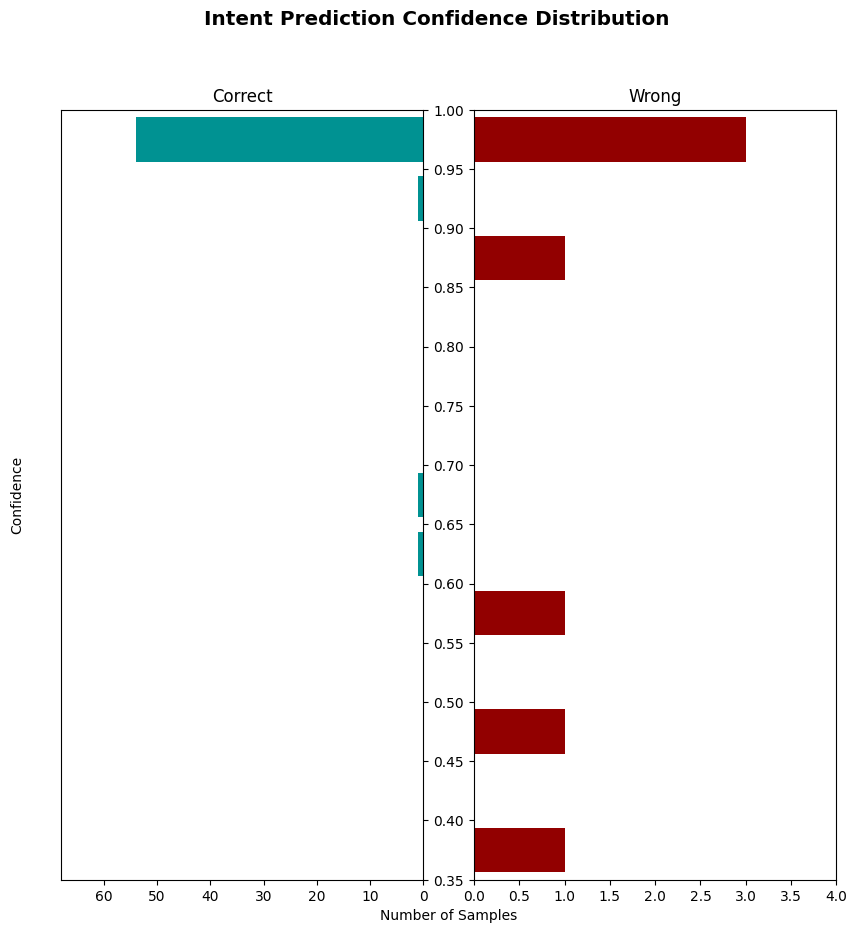 Intent Prediction Confidence Distribution
Correct
Wrong
1.00
0.95
0.90
0.85
0.80
0.75
0.70
0.65
0.60
0.55
0.50
0.45
0.40
0.35
Confidence
60 50 40 30 20 10 0
0.0 0.5 1.0 1.5 2.0 2.5 3.0 3.5 4.0
Number of Samples